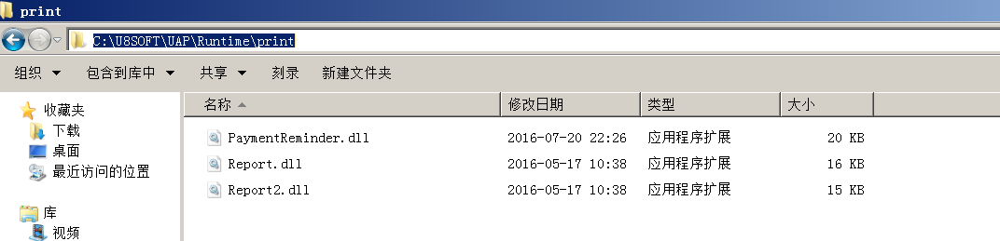 print
C:\U8SOFT\UAP\Runtime\print
组织 包含到库中 共享 刻录 新建文件夹
收藏夹
下载
桌面
最近访问的位置
库
视频
名称 修改日期 类型 大小
PaymentReminder.dll 2016-07-20 22:26 应用程序扩展 20 KB
Report.dll 2016-05-17 10:38 应用程序扩展 16 KB
Report2.dll 2016-05-17 10:38 应用程序扩展 15 KB